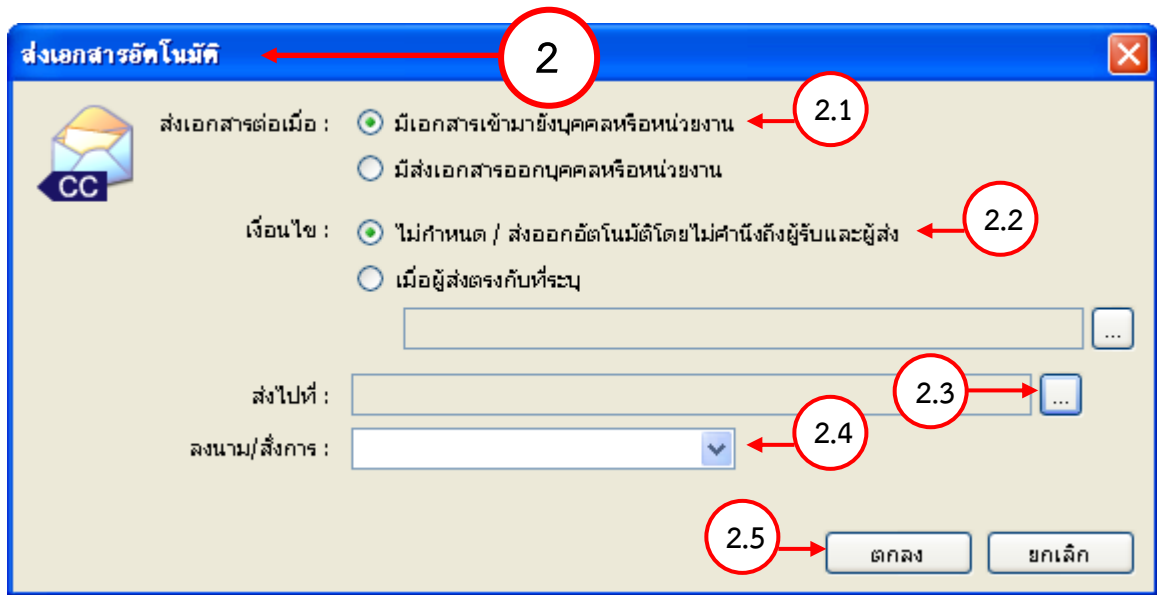 ส่งเอกสารอัตโนมัติ 2
ส่งเอกสารต่อเมื่อ : มีเอกสารเข้ามายังบุคคลหรือหน่วยงาน 2.1
มีส่งเอกสารออกบุคคลหรือหน่วยงาน
CC
เงื่อนไข : ไม่กำหนด / ส่งออกอัตโนมัติโดยไม่คำนึงถึงผู้รับและผู้ส่ง 2.2
เมื่อผู้ส่งตรงกับที่ระบุ
...
ส่งไปที่ : 2.3 ...
ลงนาม/สั่งการ : 2.4
2.5 ตกลง ยกเลิก